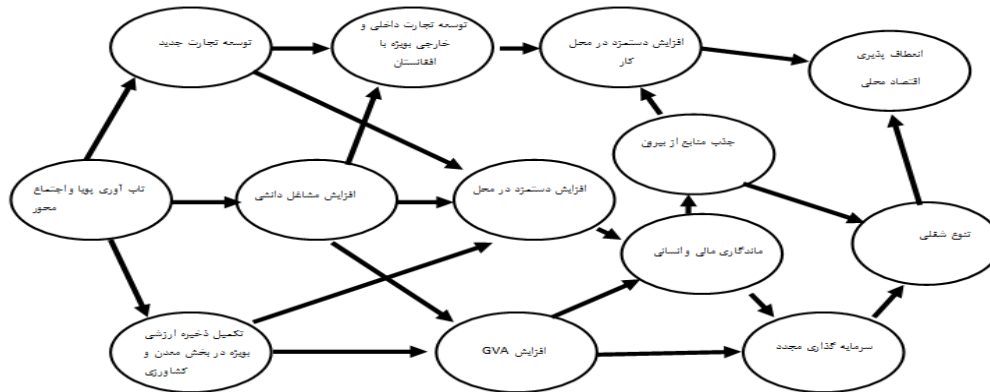 توسعه تجارت جدید
توسعه تجارت داخلی و
خارجی بویژه با
افغانستان
افزایش دستمزد در محل
کار
انعطاف پذیری
اقتصاد محلی
جذب منابع از بیرون
تاب آوری پویا و اجتماع
محور
افزایش مشاغل دانشی
افزایش دستمزد در محل
ماندگاری مالی و انسانی
تنوع شغلی
تکمیل ذخیره ارزشی
بویژه در بخش معدن و
کشاورزی
افزایش GVA
سرمایه گذاری مجدد